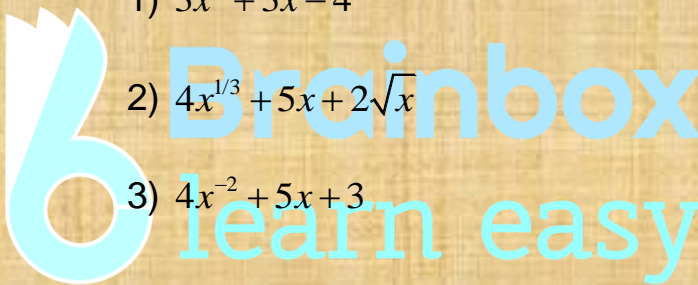 2) 4x^{1/3} + 5x + 2√x
3) 4x^{-2} + 5x + 3
Brainbox
learn easy